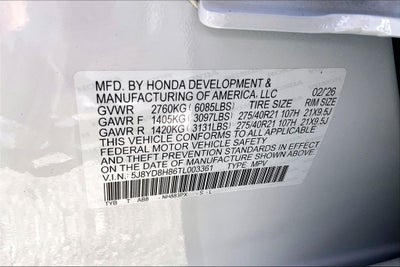 MFD. BY HONDA DEVELOPMENT &
MANUFACTURING OF AMERICA, LLC 02/26
GVWR 2760KG (6085LBS) TIRE SIZE RIM SIZE
GAWR F 1405KG (3097LBS) 275/40R21 107H 21X9.5J
GAWR R 1420KG (3131LBS) 275/40R21 107H 21X9.5J
THIS VEHICLE CONFORMS TO ALL APPLICABLE
FEDERAL MOTOR VEHICLE SAFETY, BUMPER,
AND THEFT PREVENTION STANDARDS IN EFFECT
ON THE DATE OF MANUFACTURE SHOWN ABOVE.
V.I.N.: 5J8YD8H86TL003361 TYPE: MPV
TYB T ABB